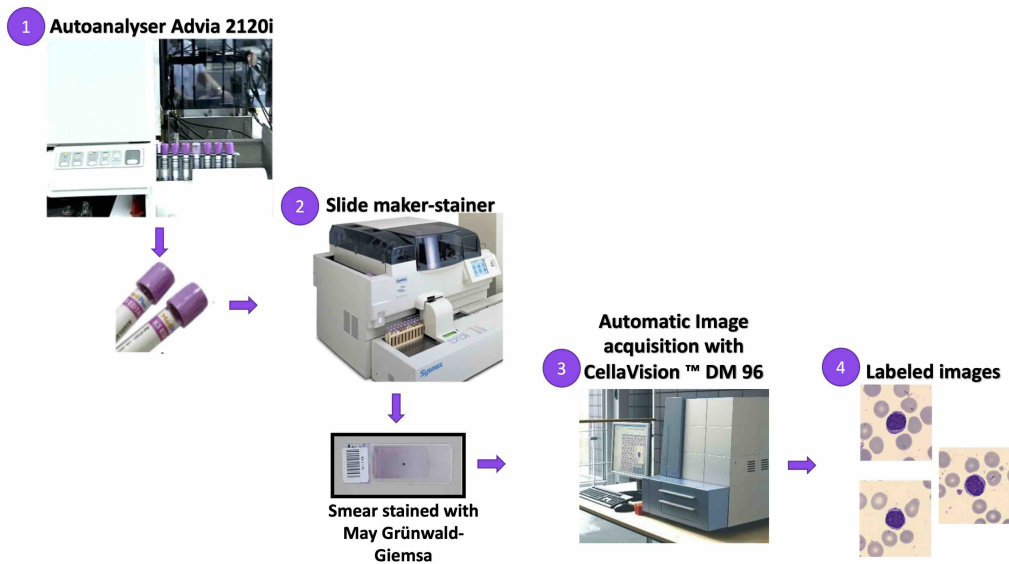 1 Autoanalyser Advia 2120i
2 Slide maker-stainer
Sysmex
Sysmex
Smear stained with
May Grünwald-
Giemsa
3 Automatic Image
acquisition with
CellaVision ™ DM 96
4 Labeled images